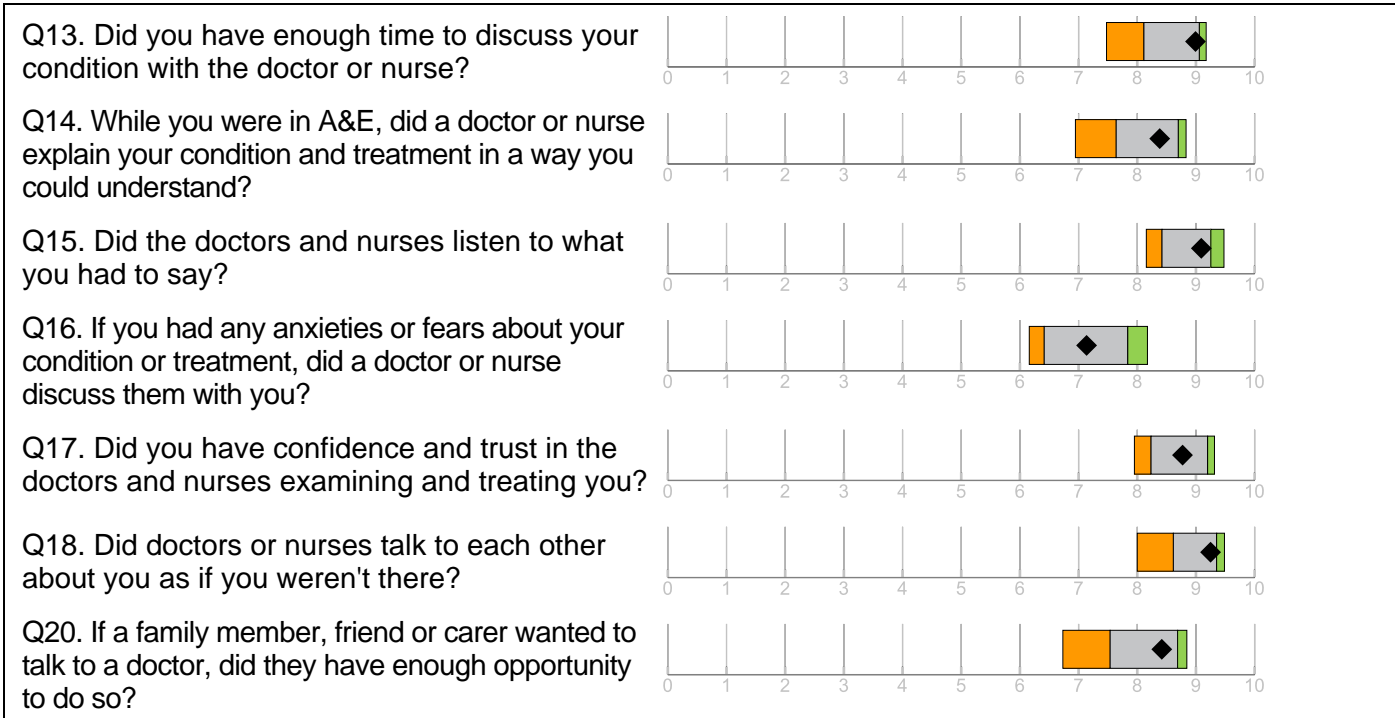 Q13. Did you have enough time to discuss your
condition with the doctor or nurse?
0 1 2 3 4 5 6 7 8 9 10
Q14. While you were in A&E, did a doctor or nurse
explain your condition and treatment in a way you
could understand?
0 1 2 3 4 5 6 7 8 9 10
Q15. Did the doctors and nurses listen to what
you had to say?
0 1 2 3 4 5 6 7 8 9 10
Q16. If you had any anxieties or fears about your
condition or treatment, did a doctor or nurse
discuss them with you?
0 1 2 3 4 5 6 7 8 9 10
Q17. Did you have confidence and trust in the
doctors and nurses examining and treating you?
0 1 2 3 4 5 6 7 8 9 10
Q18. Did doctors or nurses talk to each other
about you as if you weren't there?
0 1 2 3 4 5 6 7 8 9 10
Q20. If a family member, friend or carer wanted to
talk to a doctor, did they have enough opportunity
to do so?
0 1 2 3 4 5 6 7 8 9 10